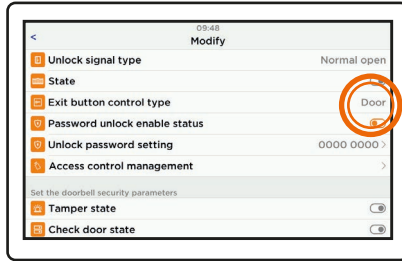 09:48
< Modify
Unlock signal type Normal open
State
Exit button control type Door
Password unlock enable status
Unlock password setting 0000 0000 >
Access control management >
Set the doorbell security parameters
Tamper state
Check door state